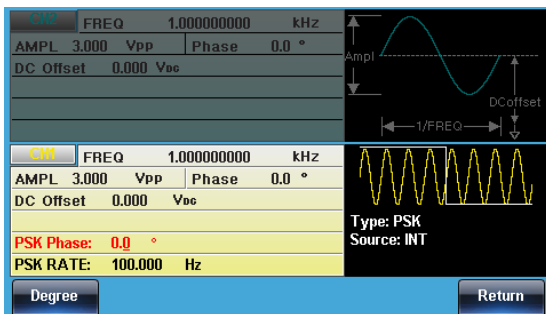 CH2 FREQ 1.000000000 kHz
AMPL 3.000 Vpp Phase 0.0 °
DC Offset 0.000 VDC
Ampl
DCoffset
1/FREQ
CH1 FREQ 1.000000000 kHz
AMPL 3.000 Vpp Phase 0.0 °
DC Offset 0.000 VDC
PSK Phase: 0.0 °
PSK RATE: 100.000 Hz
Type: PSK
Source: INT
Degree Return